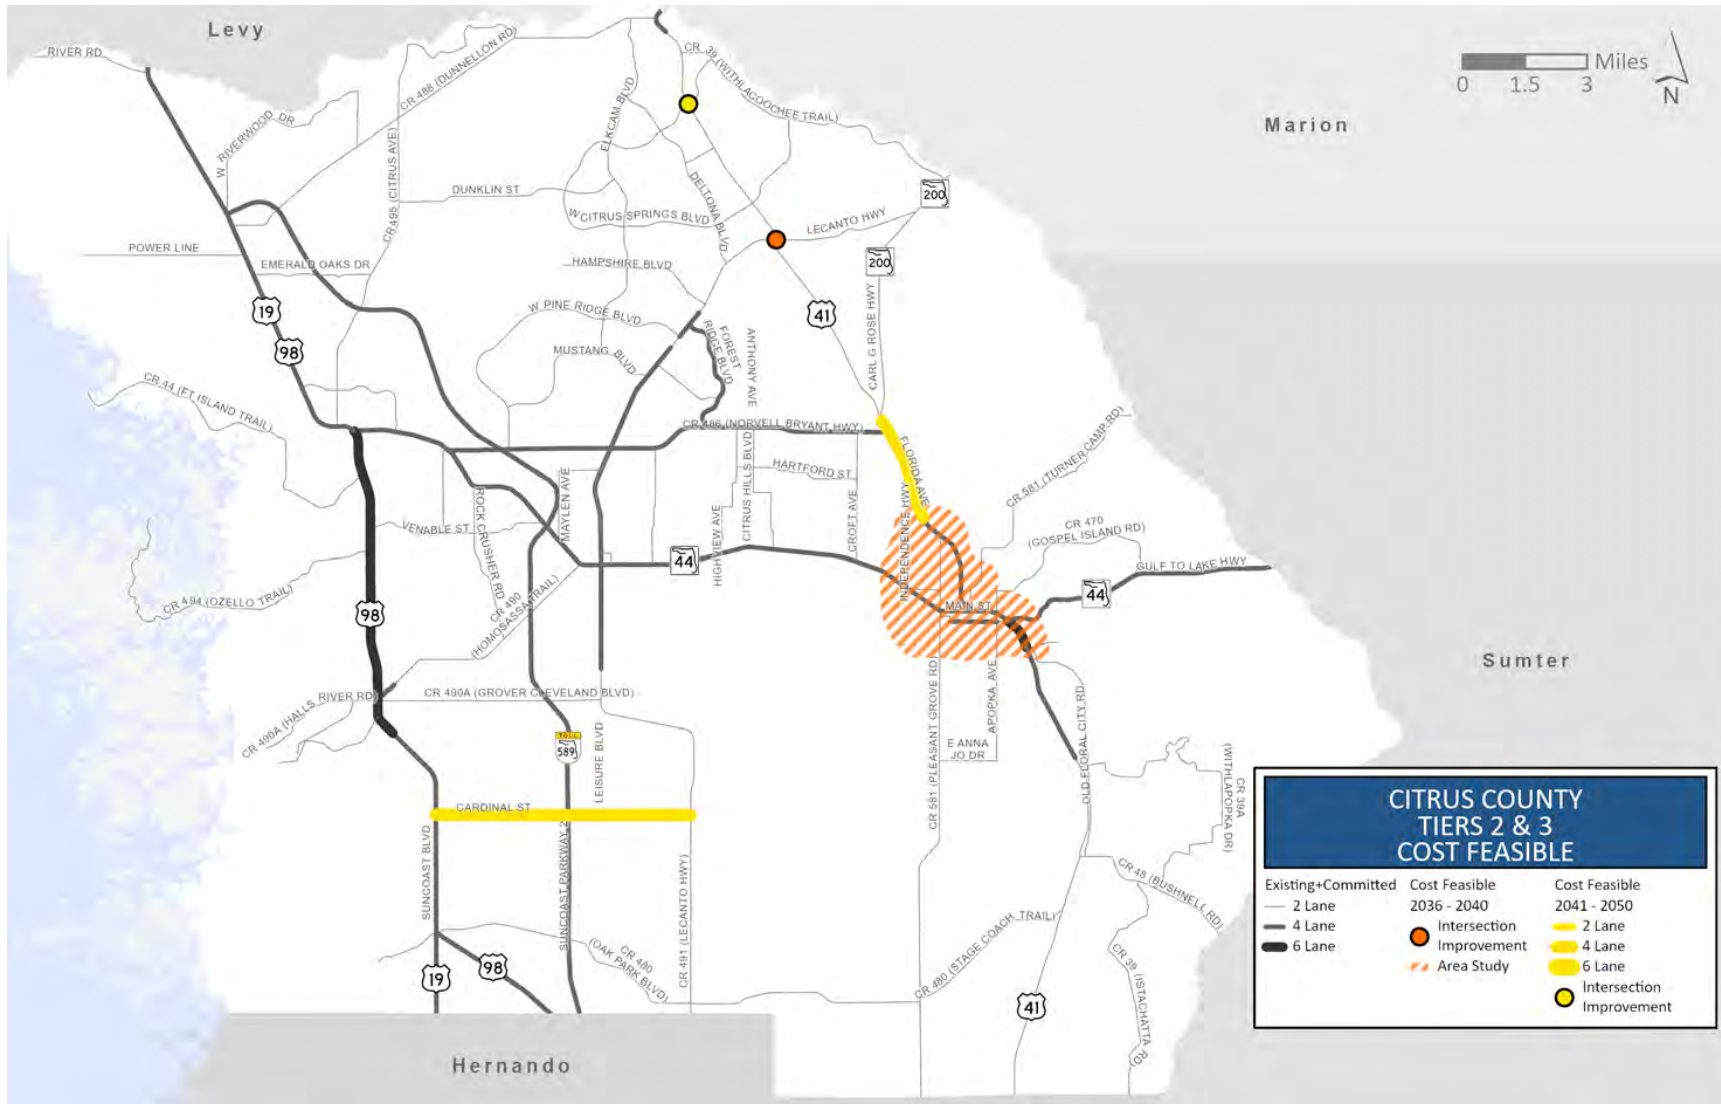 Levy
RIVER RD
CR 488 (DUNNELLON RD)
CR 39 (WITHLACOOCHEE TRAIL)
Miles
0 1.5 3
N
Marion
W RIVERWOOD DR
CR 495 (CITRUS AVE)
ELKCAM BLVD
DUNKLIN ST
DELTONA BLVD
W CITRUS SPRINGS BLVD
LECANTO HWY
200
POWER LINE
EMERALD OAKS DR
HAMPSHIRE BLVD
200
19
98
W PINE RIDGE BLVD
41
MUSTANG BLVD
FOREST
RIDGE BLVD
ANTHONY AVE
CARL G ROSE HWY
CR 44 (FT ISLAND TRAIL)
CR 486 (NORVELL BRYANT HWY)
FLORIDA AVE
CR 581 (TURNER CAMP RD)
HARTFORD ST
CITRUS HILLS BLVD
MAYLEN AVE
ROCK CRUSHER RD
VENABLE ST
HIGHVIEW AVE
CROFT AVE
INDEPENDENCE HWY
CR 470
(GOSPEL ISLAND RD)
GULF TO LAKE HWY
44
44
CR 494 (OZELLO TRAIL)
98
CR 490
(HOMOSASSA TRAIL)
MAIN ST
Sumter
CR 490A (HALLS RIVER RD)
CR 490A (GROVER CLEVELAND BLVD)
CR 581 (PLEASANT GROVE RD)
APOPKA AVE
OLD FLORAL CITY RD
TOLL
589
LEISURE BLVD
E ANNA
JO DR
CR 39A
(WITHLAPOPKA DR)
CARDINAL ST
SUNCOAST BLVD
SUNCOAST PARKWAY 2
CR 491 (LECANTO HWY)
CR 48 (BUSHNELL RD)
CR 480
(OAK PARK BLVD)
CR 480 (STAGE COACH TRAIL)
CR 39 (ISTACHATTA RD)
19
98
41
Hernando
CITRUS COUNTY
TIERS 2 & 3
COST FEASIBLE
Existing+Committed
2 Lane
4 Lane
6 Lane
Cost Feasible
2036 - 2040
Intersection
Improvement
Area Study
Cost Feasible
2041 - 2050
2 Lane
4 Lane
6 Lane
Intersection
Improvement